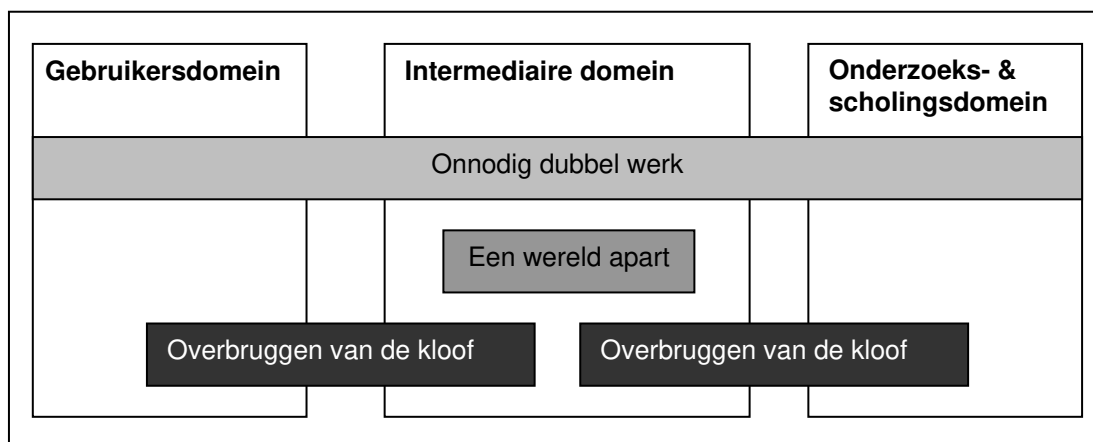 Gebruikersdomein
Intermediaire domein
Onderzoeks- &
scholingsdomein
Onnodig dubbel werk
Een wereld apart
Overbruggen van de kloof
Overbruggen van de kloof